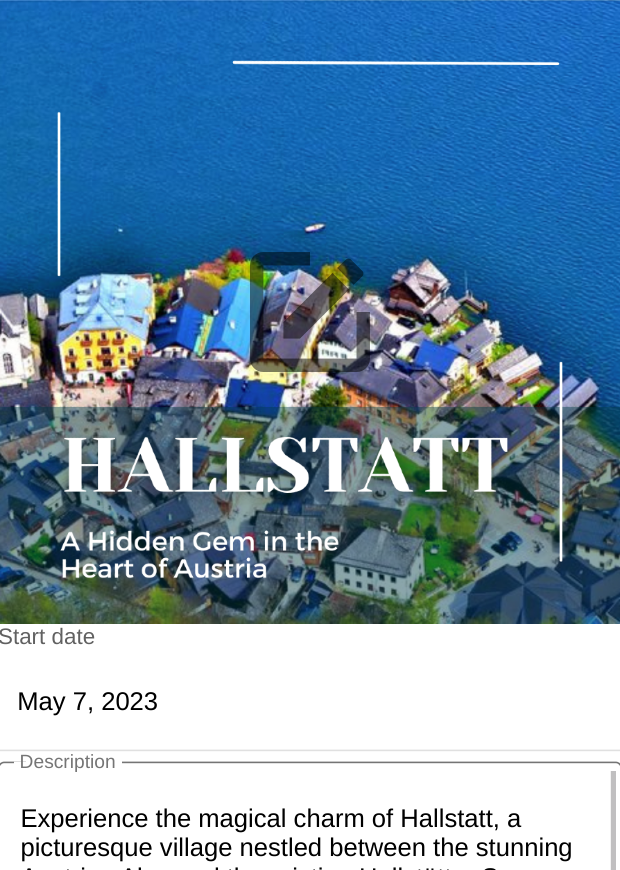 HALLSTATT
A Hidden Gem in the
Heart of Austria
Start date
May 7, 2023
Description
Experience the magical charm of Hallstatt, a
picturesque village nestled between the stunning